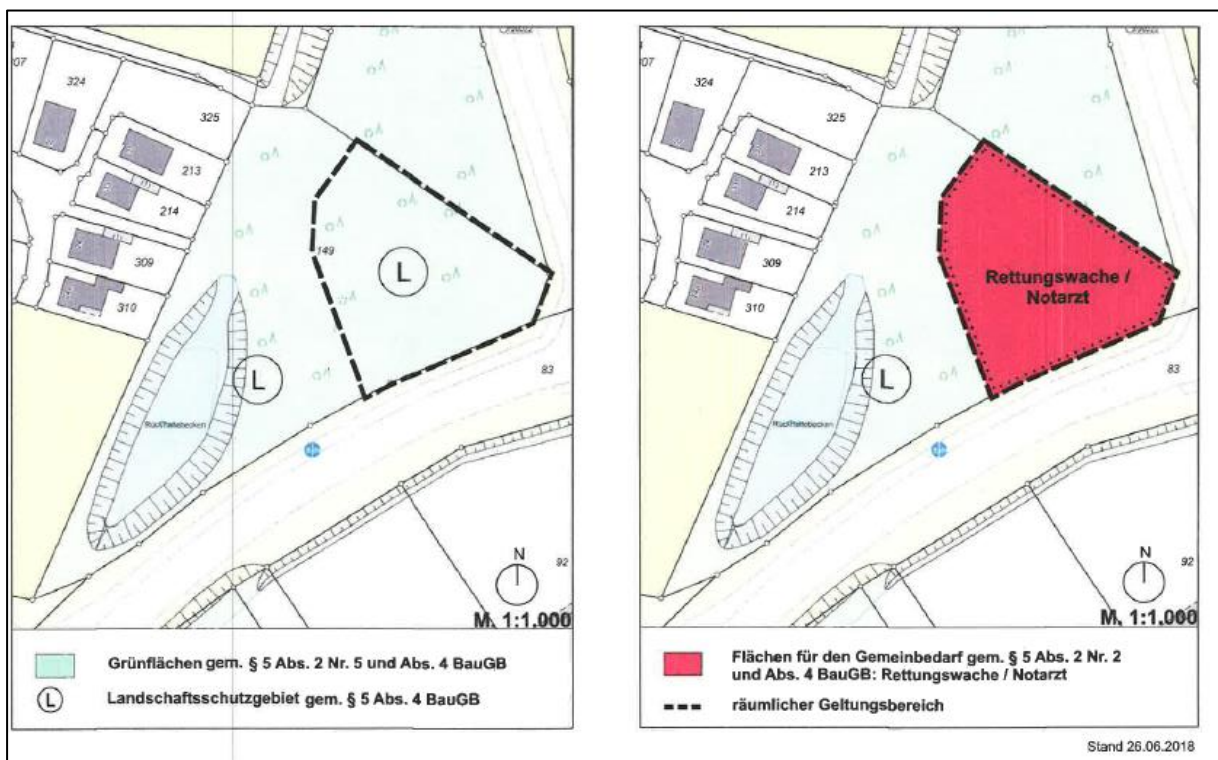 324
325
213
214
309
310
149
L
L
Rückhaltebecken
83
92
N
M. 1:1.000
Grünflächen gem. § 5 Abs. 2 Nr. 5 und Abs. 4 BauGB
L Landschaftsschutzgebiet gem. § 5 Abs. 4 BauGB
324
325
213
214
309
310
Rettungswache /
Notarzt
L
Rückhaltebecken
83
92
N
M. 1:1.000
Flächen für den Gemeinbedarf gem. § 5 Abs. 2 Nr. 2
und Abs. 4 BauGB: Rettungswache / Notarzt
räumlicher Geltungsbereich
Stand 26.06.2018